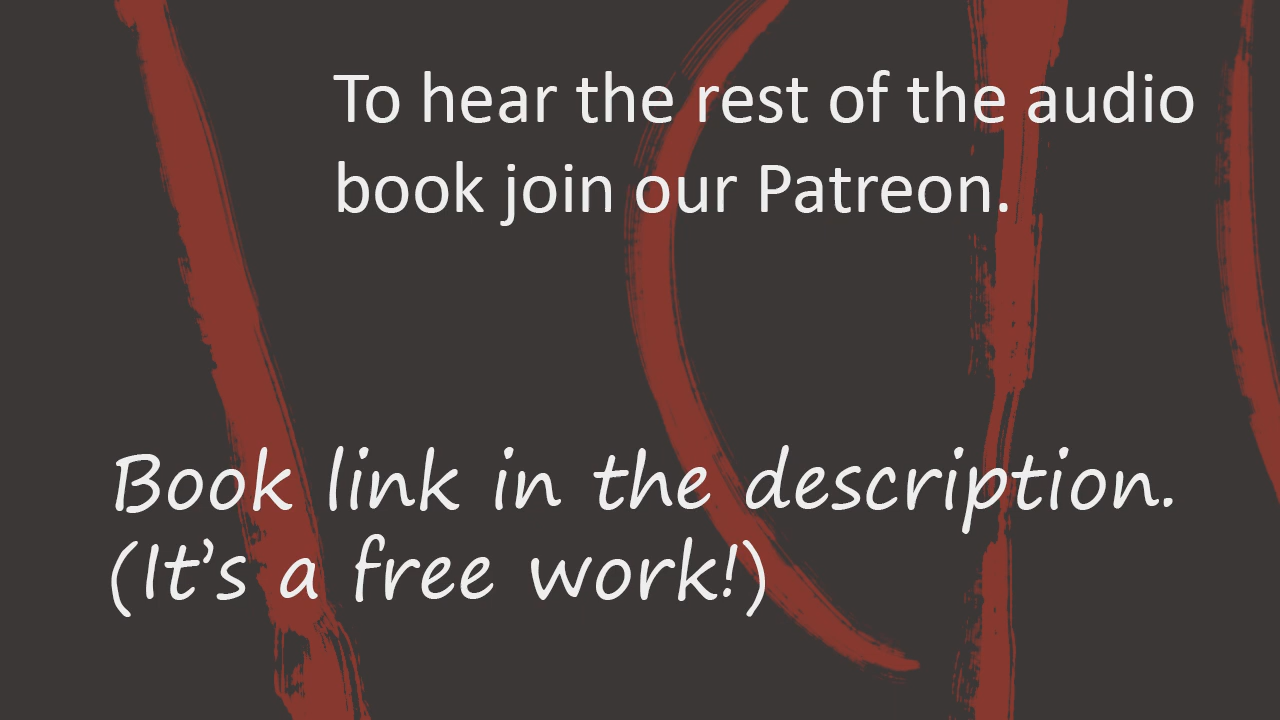 To hear the rest of the audio
book join our Patreon.
Book link in the description.
(It's a free work!)